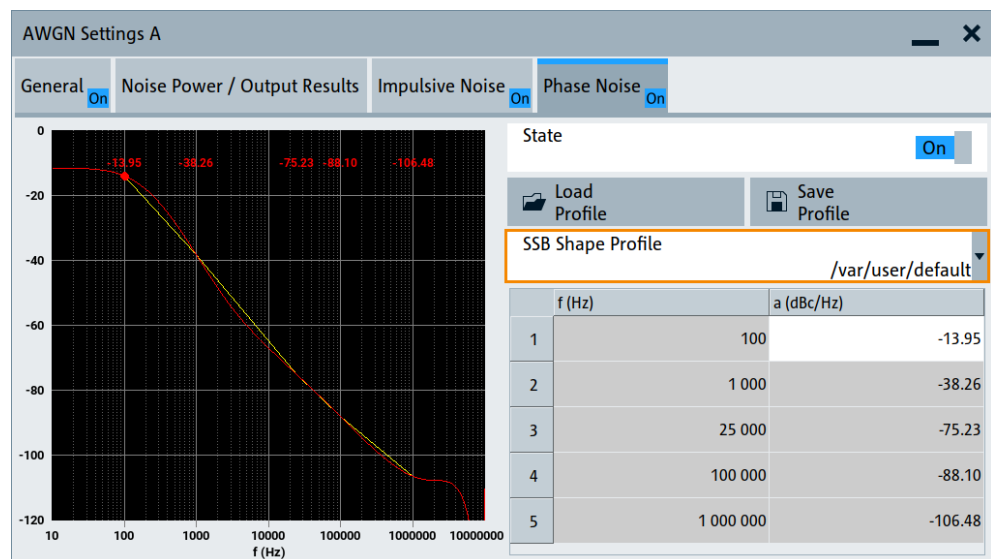 AWGN Settings A
General On Noise Power / Output Results Impulsive Noise On Phase Noise On
0
-20
-40
-60
-80
-100
-120
-13.95 -38.26 -75.23 -88.10 -106.48
10 100 1000 10000 100000 1000000 10000000
f (Hz)
State On
Load Profile
Save Profile
SSB Shape Profile
/var/user/default
f (Hz) a (dBc/Hz)
1 100 -13.95
2 1 000 -38.26
3 25 000 -75.23
4 100 000 -88.10
5 1 000 000 -106.48